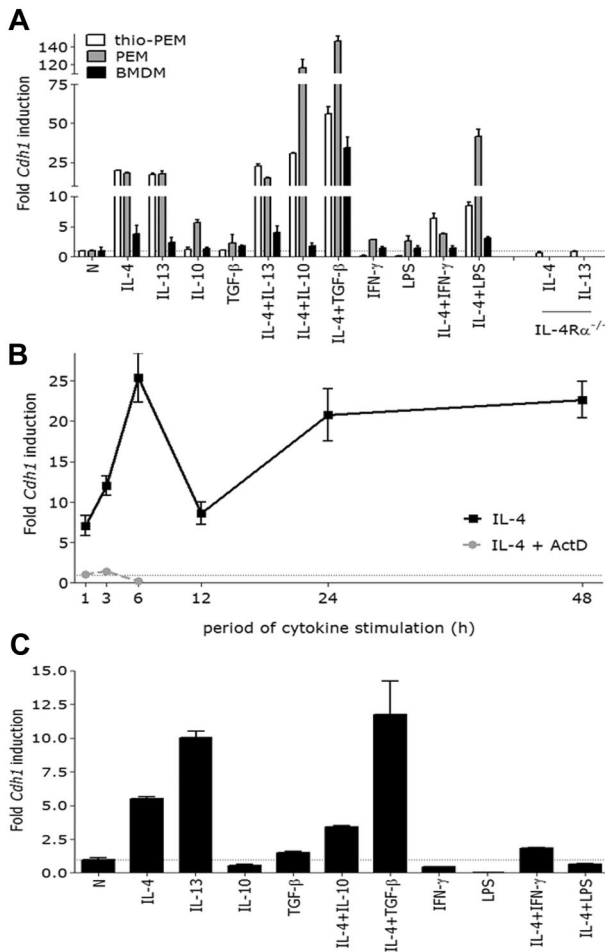 A
Fold Cdh1 induction
thio-PEM
PEM
BMDM
140
120
100
75
50
25
10
5
0
N
IL-4
IL-13
IL-10
TGF-β
IL-4+IL-13
IL-4+IL-10
IL-4+TGF-β
IFN-γ
LPS
IL-4+IFN-γ
IL-4+LPS
IL-4
IL-13
IL-4Rα-/-
B
Fold Cdh1 induction
25
20
15
10
5
0
IL-4
IL-4 + ActD
1 3 6 12 24 48
period of cytokine stimulation (h)
C
Fold Cdh1 induction
15.0
12.5
10.0
7.5
5.0
2.5
0.0
N
IL-4
IL-13
IL-10
TGF-β
IL-4+IL-10
IL-4+TGF-β
IFN-γ
LPS
IL-4+IFN-γ
IL-4+LPS